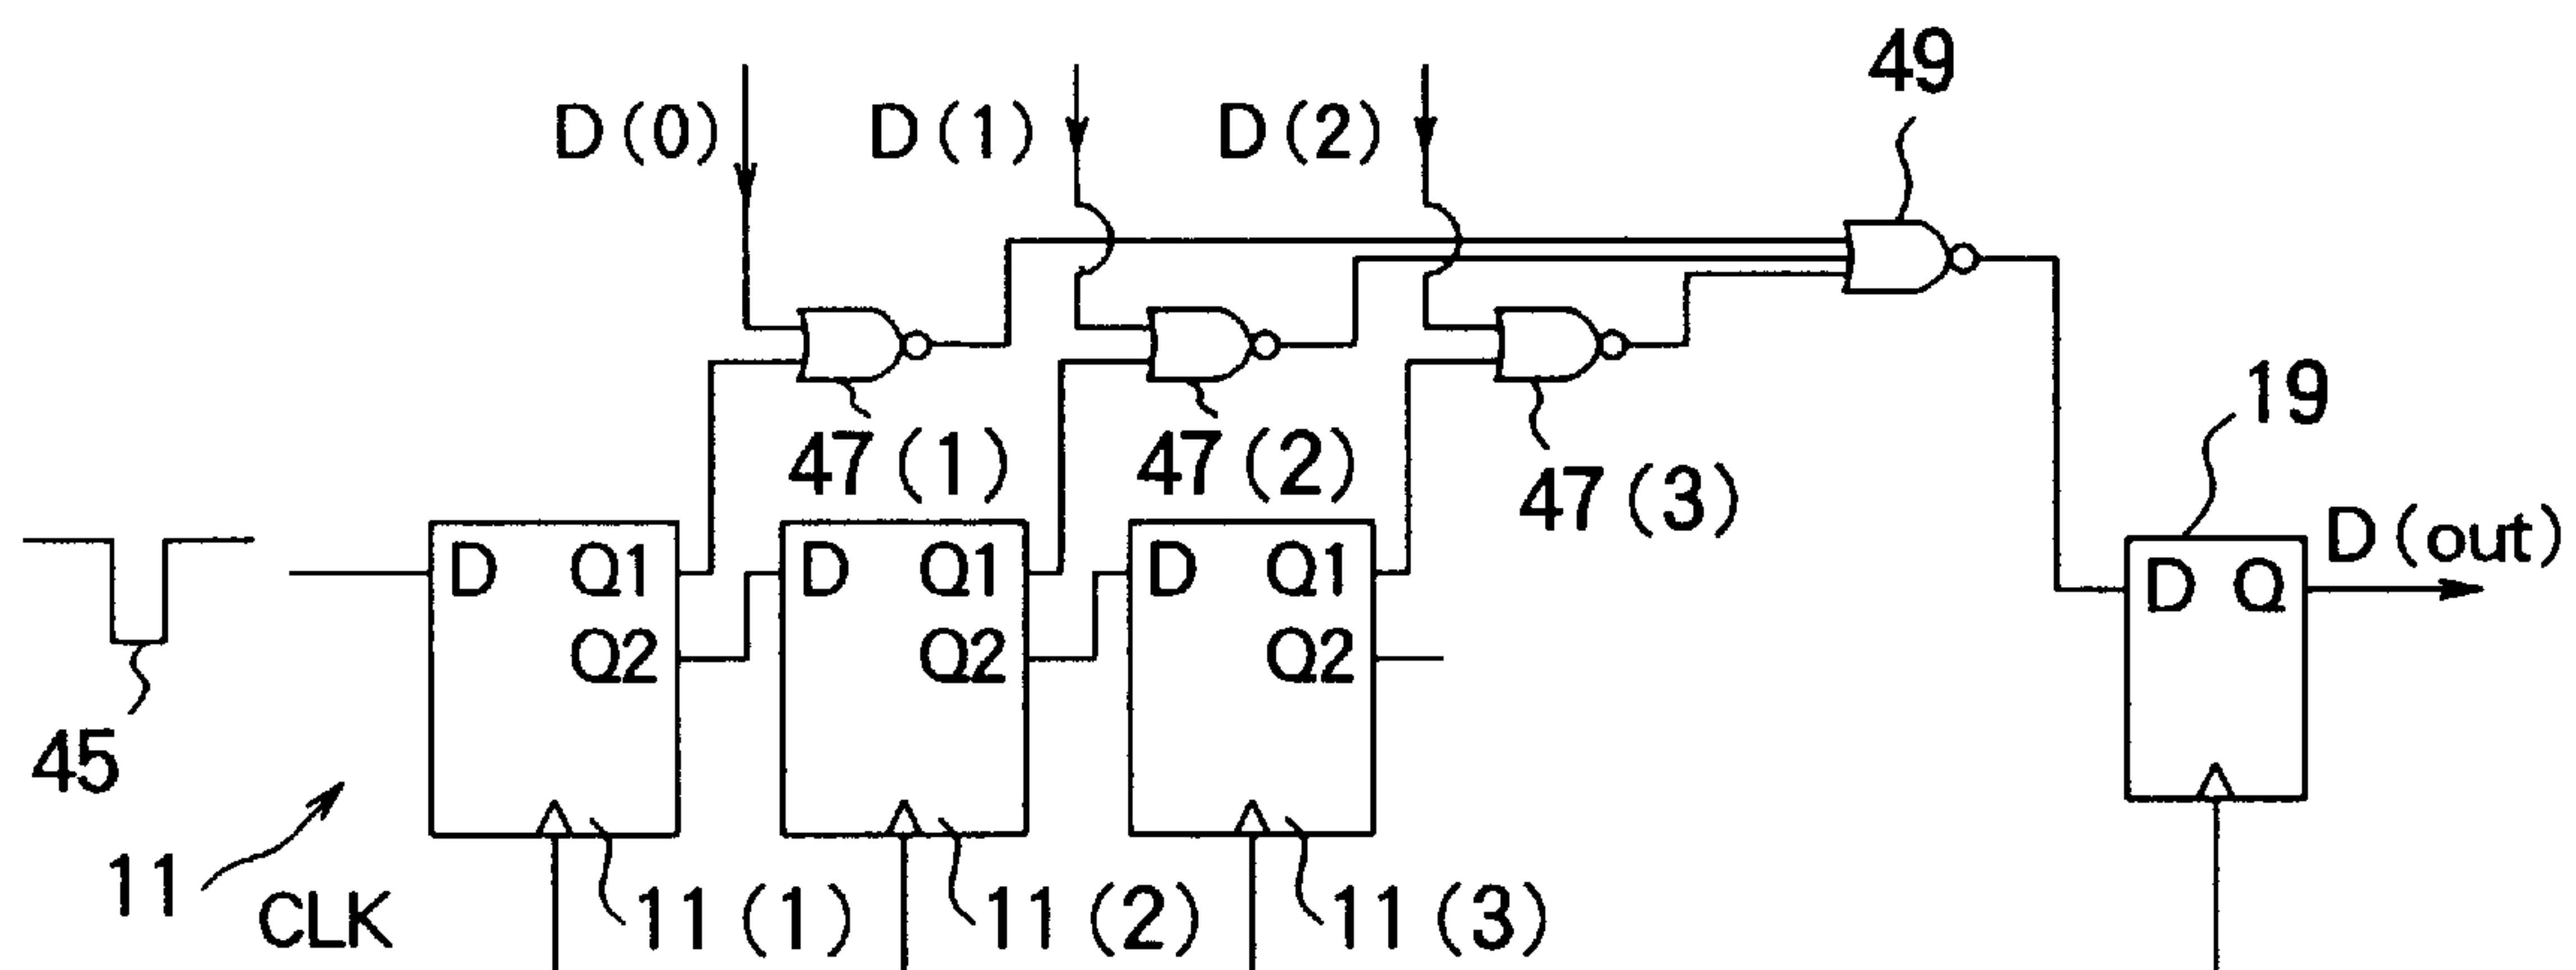 49
D(0) D(1) D(2)
19
47(1) 47(2) 47(3)
D(out)
D Q1 D Q1 D Q1 D Q
Q2 Q2 Q2
45
11 CLK 11(1) 11(2) 11(3)